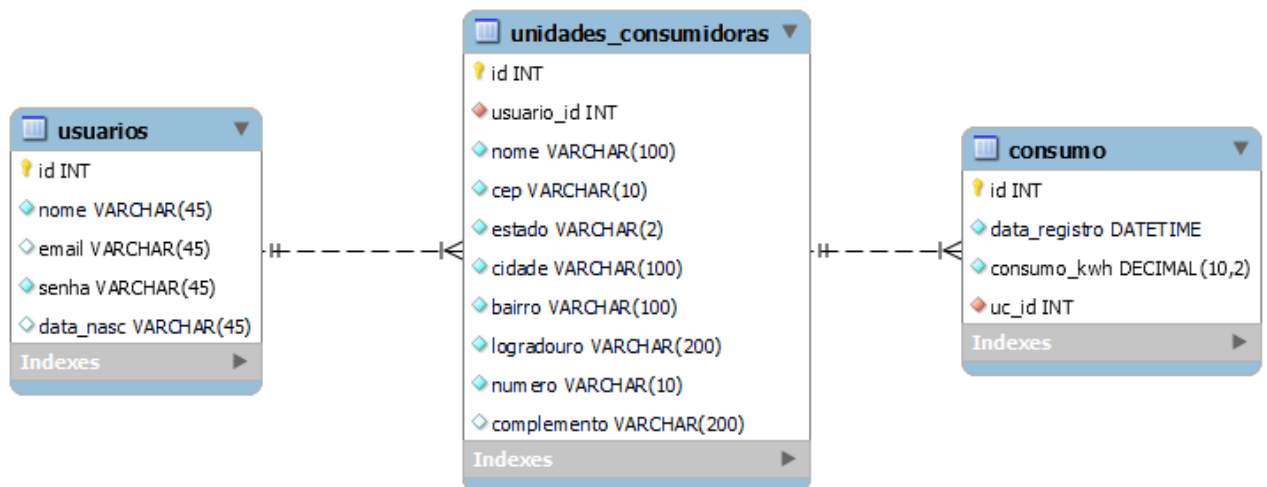 usuarios
id INT
nome VARCHAR(45)
email VARCHAR(45)
senha VARCHAR(45)
data_nasc VARCHAR(45)
Indexes
unidades_consumidoras
id INT
usuario_id INT
nome VARCHAR(100)
cep VARCHAR(10)
estado VARCHAR(2)
cidade VARCHAR(100)
bairro VARCHAR(100)
logradouro VARCHAR(200)
numero VARCHAR(10)
complemento VARCHAR(200)
Indexes
consumo
id INT
data_registro DATETIME
consumo_kwh DECIMAL(10,2)
uc_id INT
Indexes